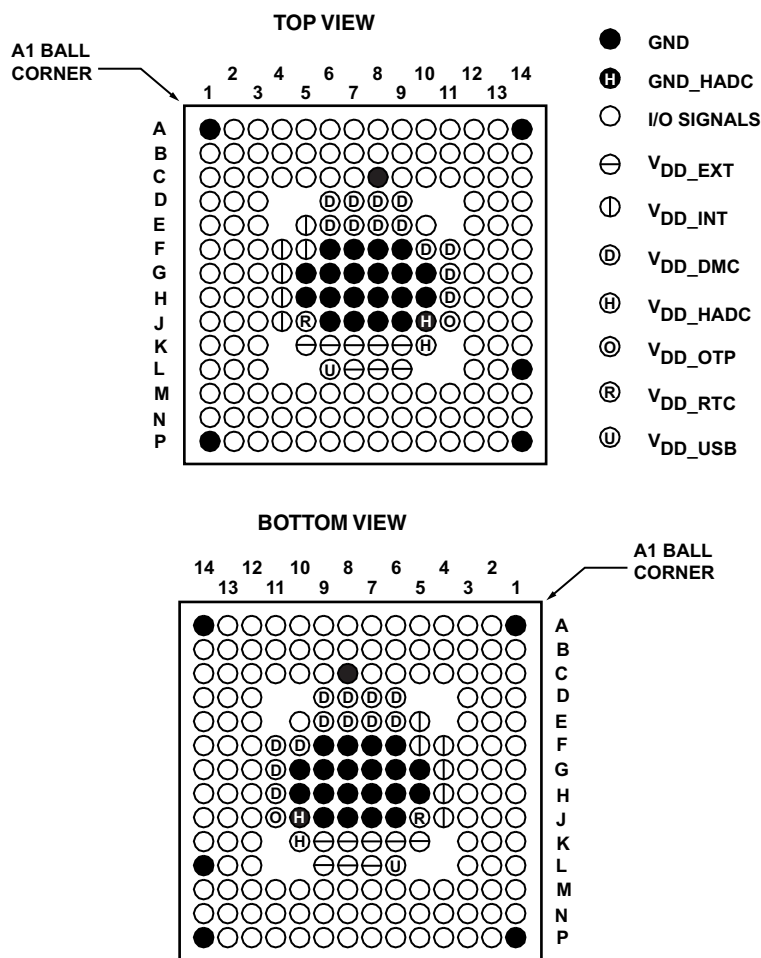 TOP VIEW
A1 BALL
CORNER
2 4 6 8 10 12 14
1 3 5 7 9 11 13
A
B
C
D D D D D
E D D D D
F D D
G D
H D
J R H O
K H
L U
M
N
P
GND
H GND_HADC
I/O SIGNALS
VDD_EXT
VDD_INT
D VDD_DMC
H VDD_HADC
O VDD_OTP
R VDD_RTC
U VDD_USB
BOTTOM VIEW
A1 BALL
CORNER
14 12 10 8 6 4 2
13 11 9 7 5 3 1
A
B
C
D D D D D
D D D D E
D D F
D G
D H
O H R J
H K
U L
M
N
P